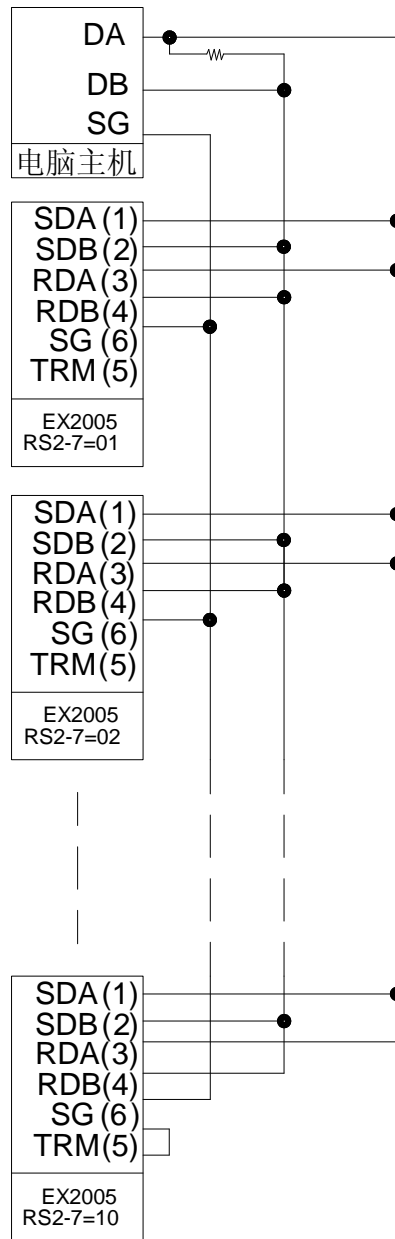 DA
DB
SG
电脑主机
SDA(1)
SDB(2)
RDA(3)
RDB(4)
SG(6)
TRM(5)
EX2005
RS2-7=01
SDA(1)
SDB(2)
RDA(3)
RDB(4)
SG(6)
TRM(5)
EX2005
RS2-7=02
SDA(1)
SDB(2)
RDA(3)
RDB(4)
SG(6)
TRM(5)
EX2005
RS2-7=10